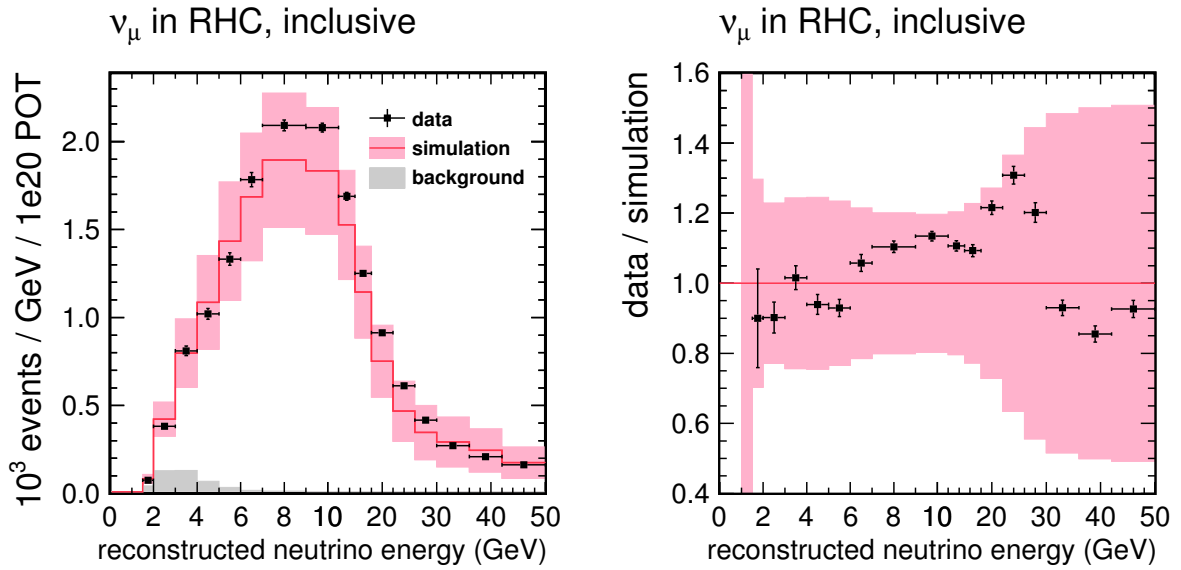 ν_μ in RHC, inclusive
10³ events / GeV / 1e20 POT
2.0
1.5
1.0
0.5
0.0
data
simulation
background
0 2 4 6 8 10 20 30 40 50
reconstructed neutrino energy (GeV)
ν_μ in RHC, inclusive
data / simulation
1.6
1.4
1.2
1.0
0.8
0.6
0.4
0 2 4 6 8 10 20 30 40 50
reconstructed neutrino energy (GeV)